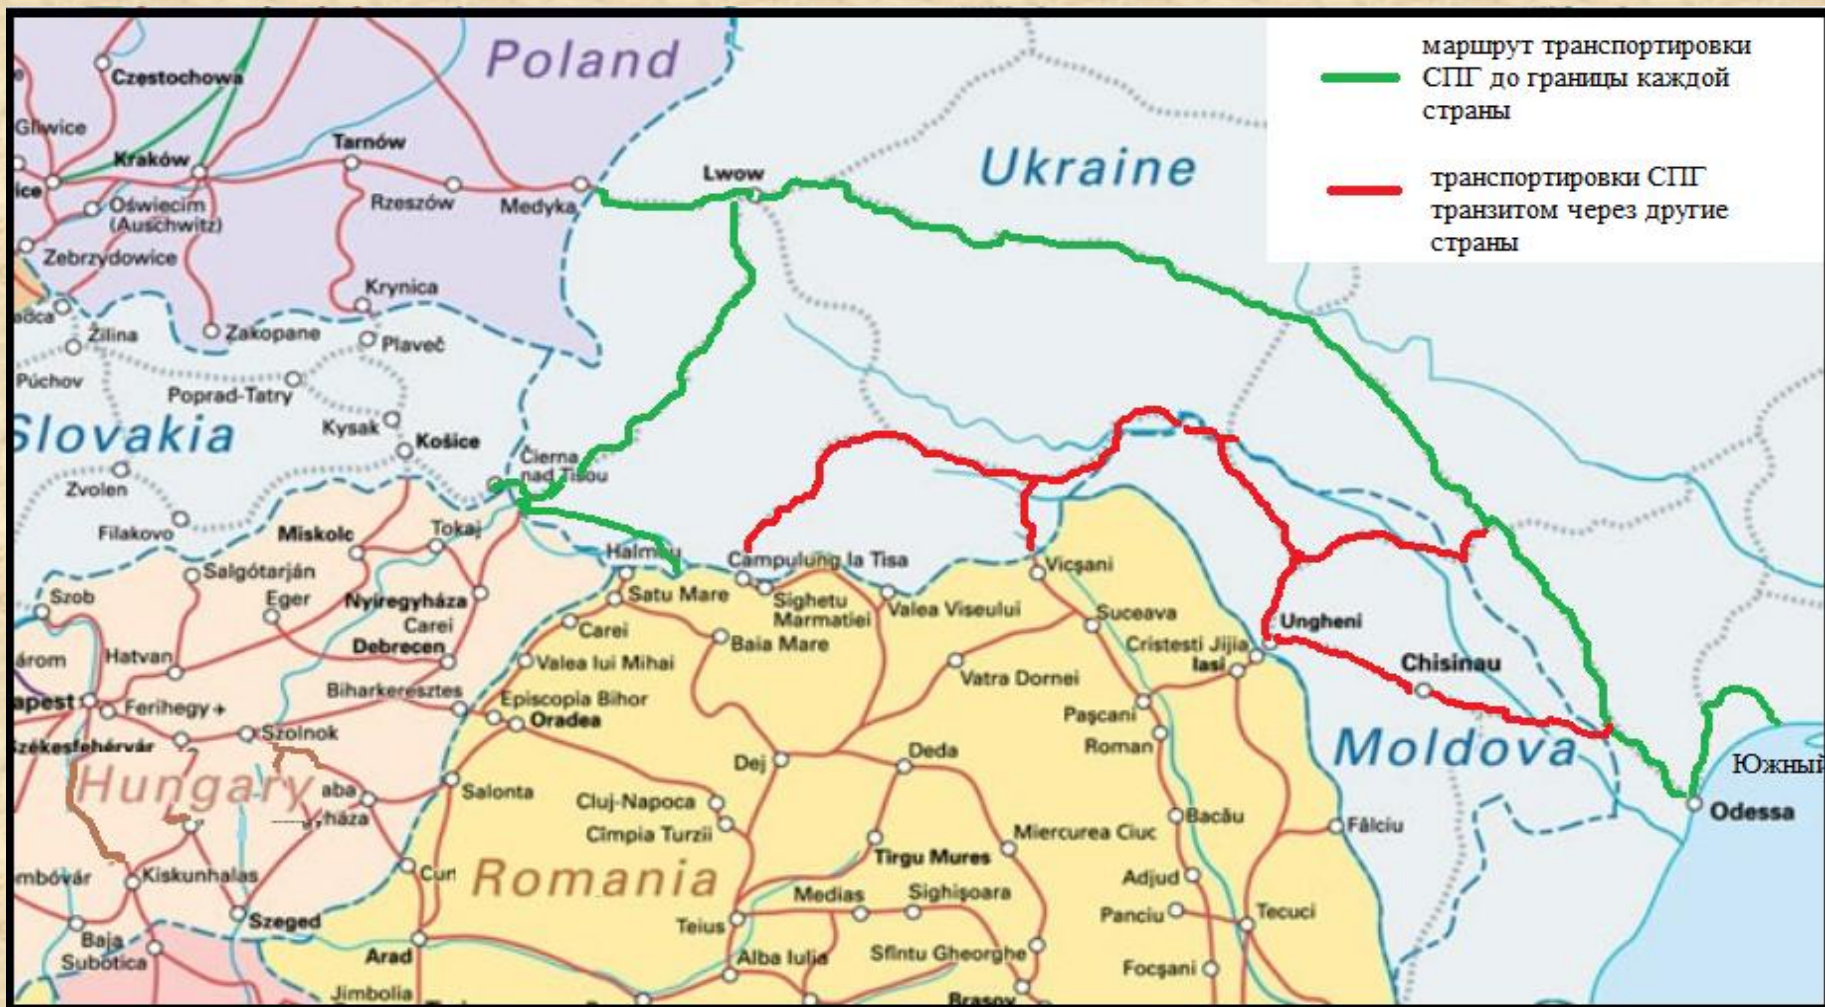 Poland
Częstochowa
Gliwice
Kraków
Tarnów
Rzeszów
Medyka
Oświecim
(Auschwitz)
Zebrzydowice
Krynica
Zakopane
Žilina
Plaveč
Púchov
Poprad-Tatry
Kysak
Košice
Slovakia
Zvolen
Filakovo
Čierna
nad Tisou
Lwow
Ukraine
маршрут транспортировки
СПГ до границы каждой
страны
транспортировки СПГ
транзитом через другие
страны
Miskolc
Tokaj
Salgótarján
Szob
Eger
Nyíregyháza
Carei
Debrecen
Hatvan
Biharkeresztes
Ferihegy
Szolnok
Székesfehérvár
Hungary
Kiskunhalas
Szeged
Baja
Subotica
Halmeu
Campulung la Tisa
Satu Mare
Sighetu
Marmatiei
Valea Viseului
Vicşani
Carei
Baia Mare
Suceava
Valea lui Mihai
Vatra Dornei
Cristesti Jijia
Iasi
Ungheni
Chisinau
Episcopia Bihor
Oradea
Paşcani
Roman
Dej
Deda
Moldova
Южный
Odessa
Salonta
Cluj-Napoca
Cîmpia Turzii
Miercurea Ciuc
Bacău
Fălciu
Tîrgu Mures
Romania
Medias
Sighişoara
Adjud
Teius
Panciu
Tecuci
Arad
Alba Iulia
Sfîntu Gheorghe
Focşani
Jimbolia
Brasov